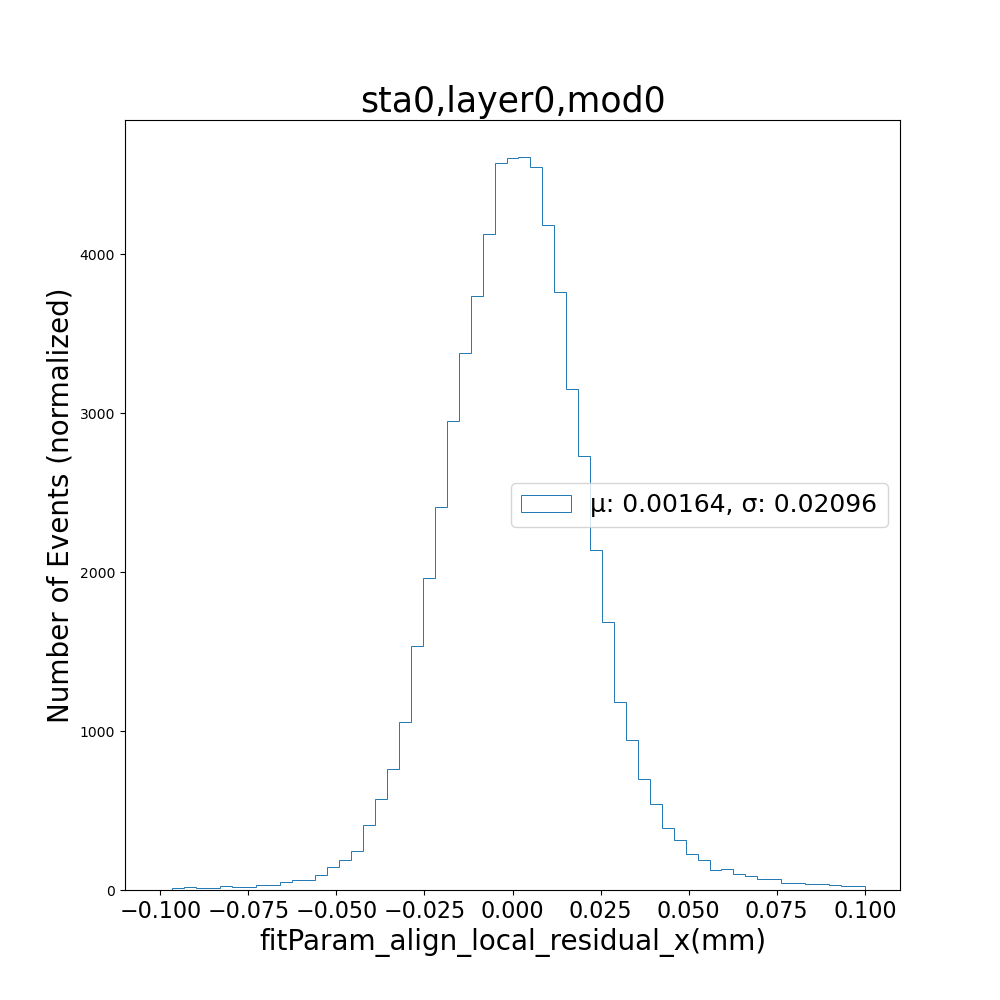 sta0,layer0,mod0
Number of Events (normalized)
4000
3000
2000
1000
0
μ: 0.00164, σ: 0.02096
−0.100 −0.075 −0.050 −0.025 0.000 0.025 0.050 0.075 0.100
fitParam_align_local_residual_x(mm)